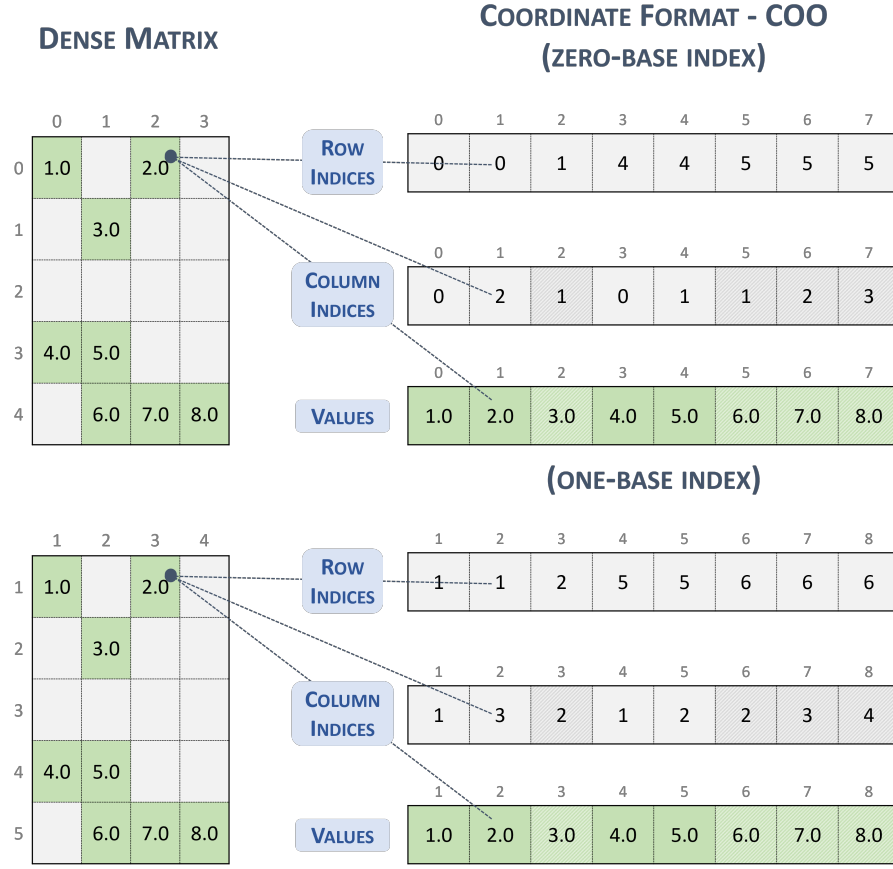 DENSE MATRIX
COORDINATE FORMAT - COO
(ZERO-BASE INDEX)
0 1 2 3
0 1.0 2.0
1 3.0
2
3 4.0 5.0
4 6.0 7.0 8.0
0 1 2 3 4 5 6 7
ROW
INDICES
0 0 1 4 4 5 5 5
0 1 2 3 4 5 6 7
COLUMN
INDICES
0 2 1 0 1 1 2 3
0 1 2 3 4 5 6 7
VALUES
1.0 2.0 3.0 4.0 5.0 6.0 7.0 8.0
(ONE-BASE INDEX)
1 2 3 4
1 1.0 2.0
2 3.0
3
4 4.0 5.0
5 6.0 7.0 8.0
1 2 3 4 5 6 7 8
ROW
INDICES
1 1 2 5 5 6 6 6
1 2 3 4 5 6 7 8
COLUMN
INDICES
1 3 2 1 2 2 3 4
1 2 3 4 5 6 7 8
VALUES
1.0 2.0 3.0 4.0 5.0 6.0 7.0 8.0